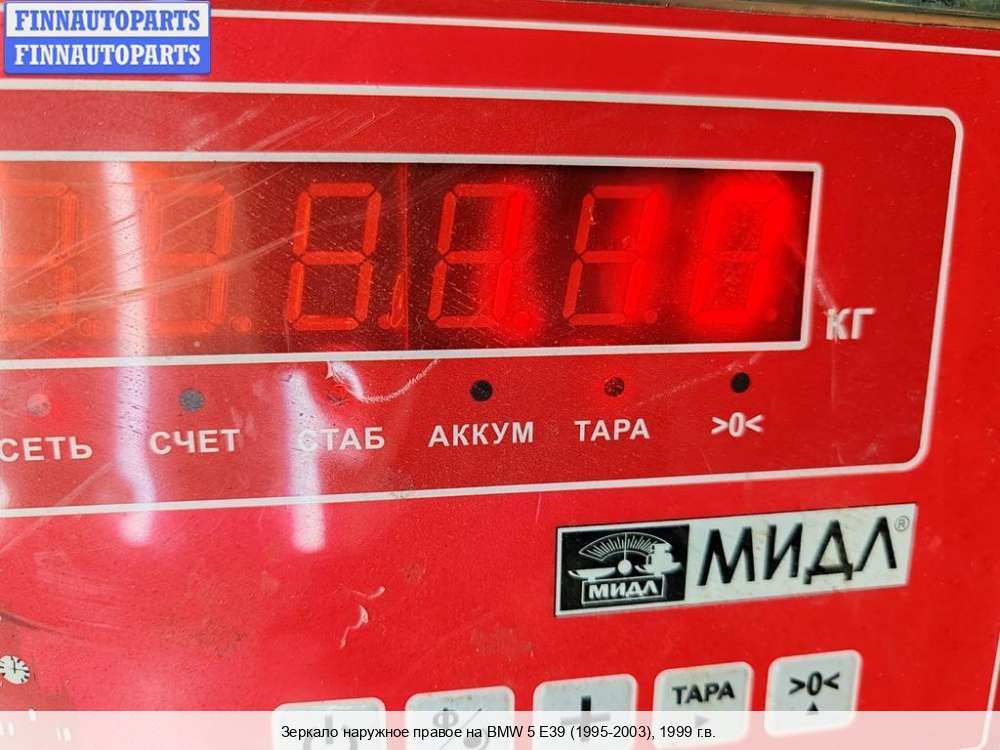 FINNAUTOPARTS
FINNAUTOPARTS
кг
СЕТЬ СЧЕТ СТАБ АККУМ ТАРА >0<
МИДЛ МИДЛ®
ТАРА >0<
Зеркало наружное правое на BMW 5 E39 (1995-2003), 1999 г.в.